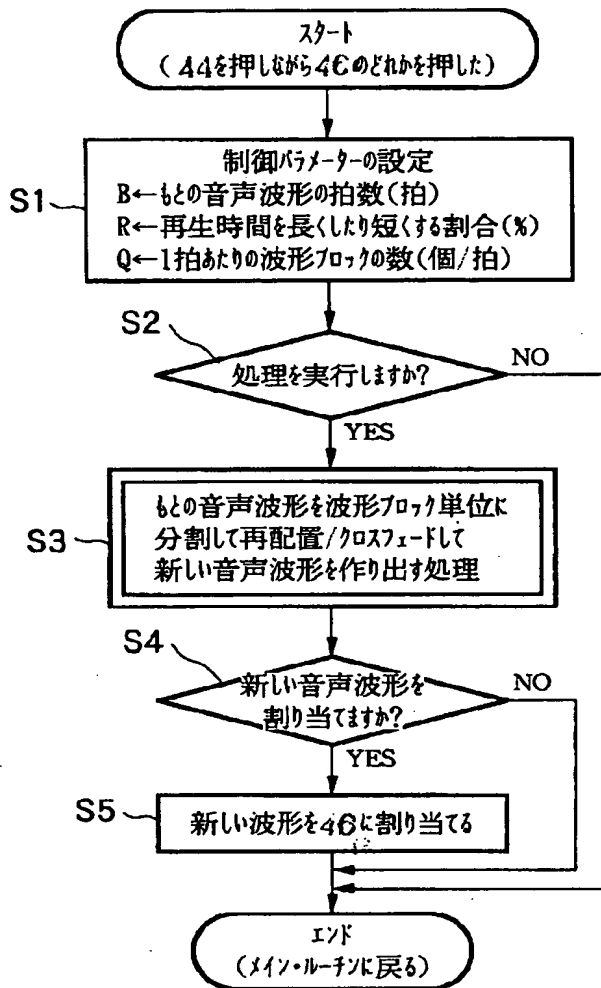 スタート
(44を押しながら46のどれかを押した)
制御パラメーターの設定
S1
B←もとの音声波形の拍数(拍)
R←再生時間を長くしたり短くする割合(%)
Q←1拍あたりの波形ブロックの数(個/拍)
S2
処理を実行しますか?
NO
YES
S3
もとの音声波形を波形ブロック単位に
分割して再配置/クロスフェードして
新しい音声波形を作り出す処理
S4
新しい音声波形を
割り当てますか?
NO
YES
S5
新しい波形を46に割り当てる
エンド
(メイン・ルーチンに戻る)